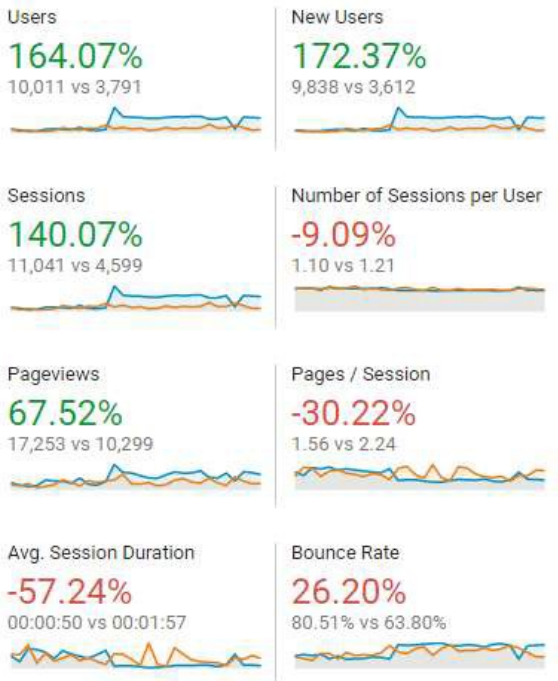 Users
164.07%
10,011 vs 3,791
New Users
172.37%
9,838 vs 3,612
Sessions
140.07%
11,041 vs 4,599
Number of Sessions per User
-9.09%
1.10 vs 1.21
Pageviews
67.52%
17,253 vs 10,299
Pages / Session
-30.22%
1.56 vs 2.24
Avg. Session Duration
-57.24%
00:00:50 vs 00:01:57
Bounce Rate
26.20%
80.51% vs 63.80%